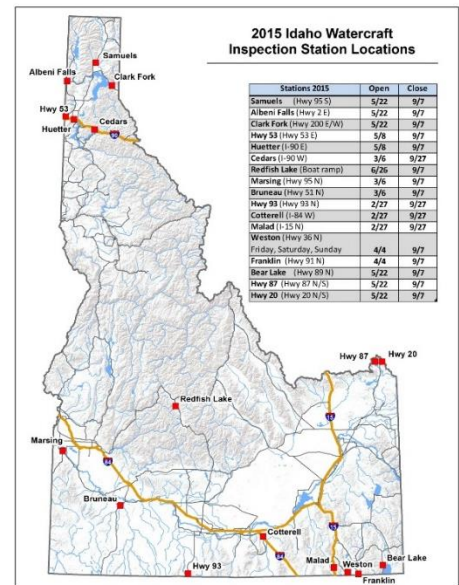 2015 Idaho Watercraft
Inspection Station Locations
Stations 2015 Open Close
Samuels (Hwy 95 S) 5/22 9/7
Albeni Falls (Hwy 2 E) 5/22 9/7
Clark Fork (Hwy 200 E/W) 5/22 9/7
Hwy 53 (Hwy 53 E) 5/8 9/7
Huetter (I-90 E) 5/8 9/7
Cedars (I-90 W) 3/6 9/27
Redfish Lake (Boat ramp) 6/26 9/7
Marsing (Hwy 95 N) 3/6 9/7
Bruneau (Hwy 51 N) 3/6 9/7
Hwy 93 (Hwy 93 N) 2/27 9/27
Cotterell (I-84 W) 2/27 9/27
Malad (I-15 N) 2/27 9/27
Weston (Hwy 36 N)
Friday, Saturday, Sunday 4/4 9/7
Franklin (Hwy 91 N) 4/4 9/7
Bear Lake (Hwy 89 N) 5/22 9/7
Hwy 87 (Hwy 87 N/S) 5/22 9/7
Hwy 20 (Hwy 20 N/S) 5/22 9/7
Samuels
Albeni Falls
Clark Fork
Hwy 53
Cedars
Huetter
90
Hwy 87 Hwy 20
Redfish Lake
15
Marsing
84
Bruneau
Cotterell
86
15
84
Hwy 93
Malad
Weston
Bear Lake
Franklin